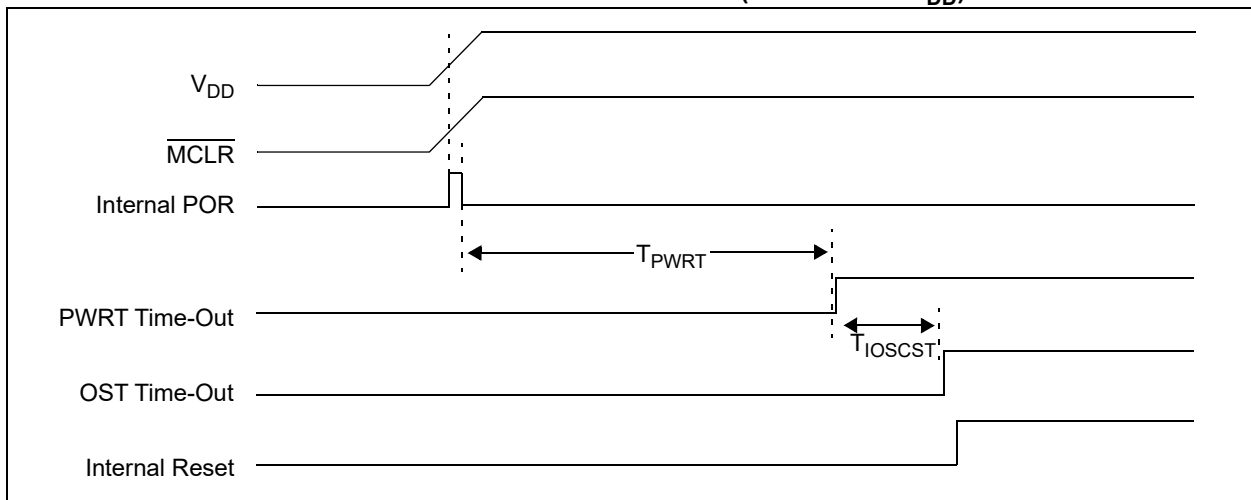 VDD
MCLR
Internal POR
TPWRT
PWRT Time-Out
TIOSCST
OST Time-Out
Internal Reset